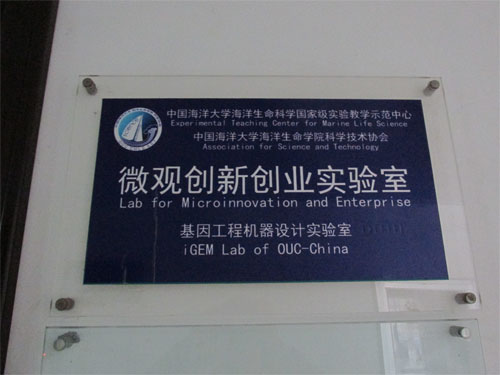 中国海洋大学海洋生命科学国家级实验教学示范中心
Experimental Teaching Center for Marine Life Science
中国海洋大学海洋生命学院科学技术协会
Association for Science and Technology
微观创新创业实验室
Lab for Microinnovation and Enterprise
基因工程机器设计实验室
iGEM Lab of OUC-China